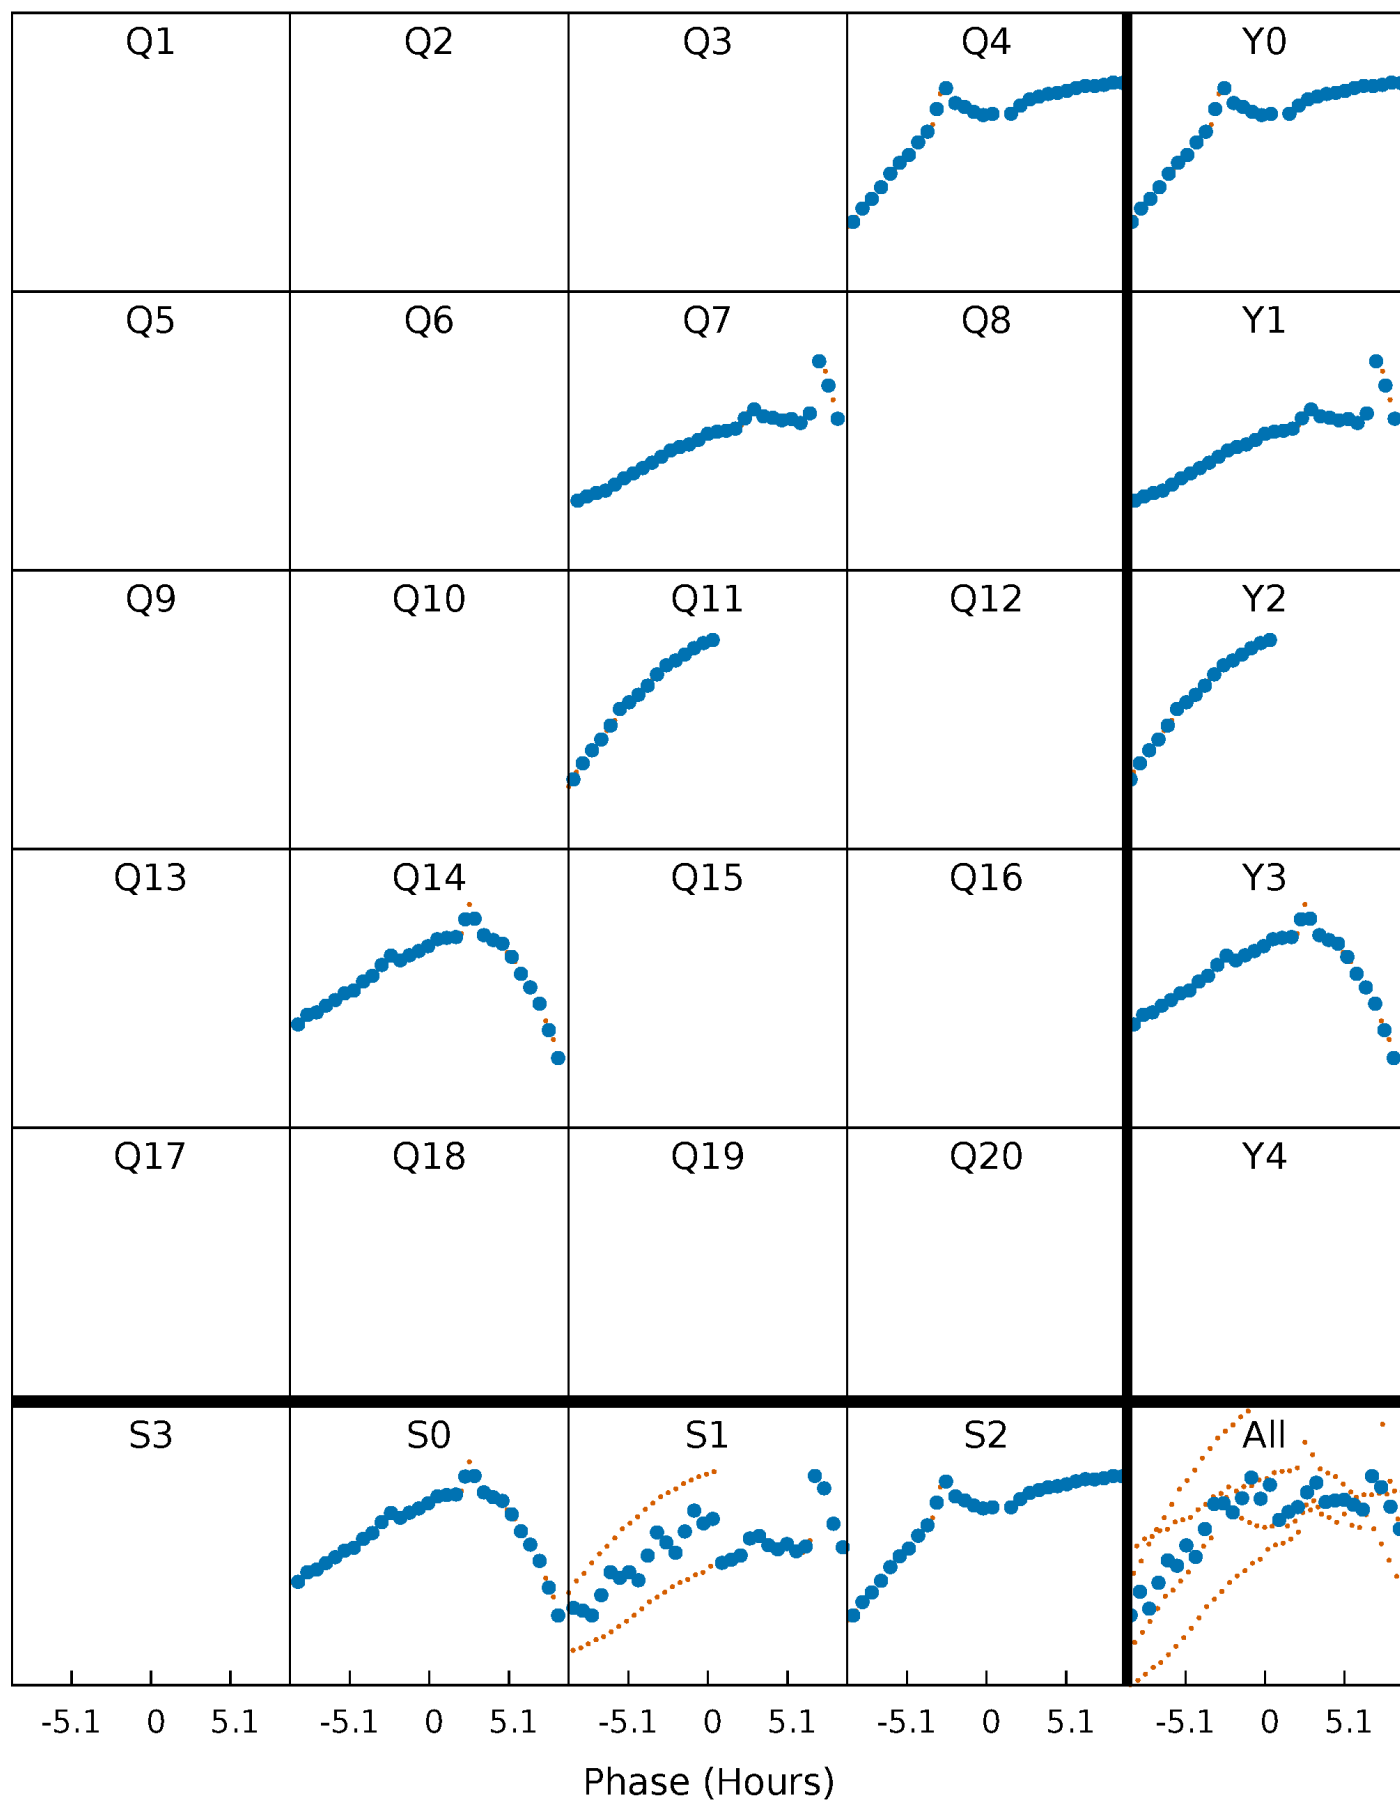 Q1 Q2 Q3 Q4 Y0
Q5 Q6 Q7 Q8 Y1
Q9 Q10 Q11 Q12 Y2
Q13 Q14 Q15 Q16 Y3
Q17 Q18 Q19 Q20 Y4
S3 S0 S1 S2 All
-5.1 0 5.1 -5.1 0 5.1 -5.1 0 5.1 -5.1 0 5.1 -5.1 0 5.1
Phase (Hours)